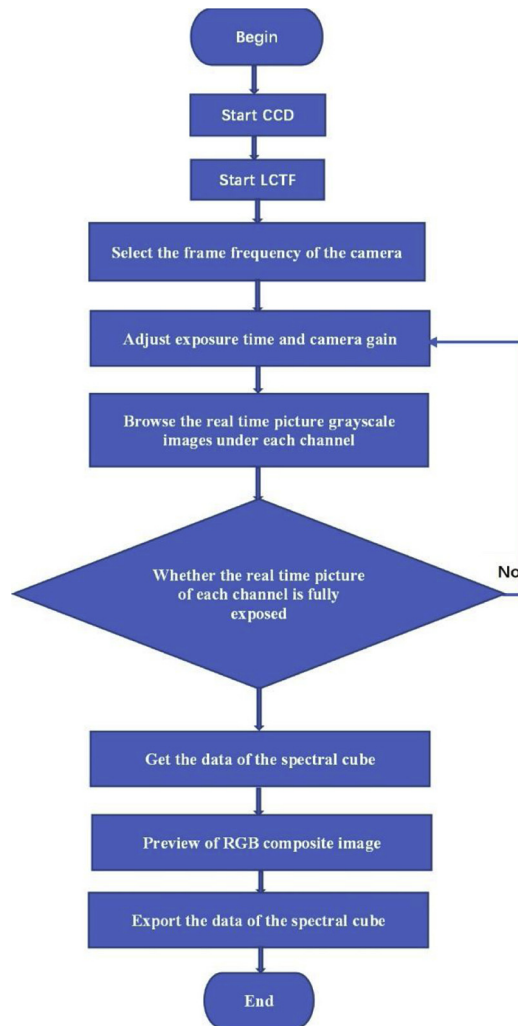 Begin
Start CCD
Start LCTF
Select the frame frequency of the camera
Adjust exposure time and camera gain
Browse the real time picture grayscale
images under each channel
Whether the real time picture
of each channel is fully
exposed
No
Get the data of the spectral cube
Preview of RGB composite image
Export the data of the spectral cube
End